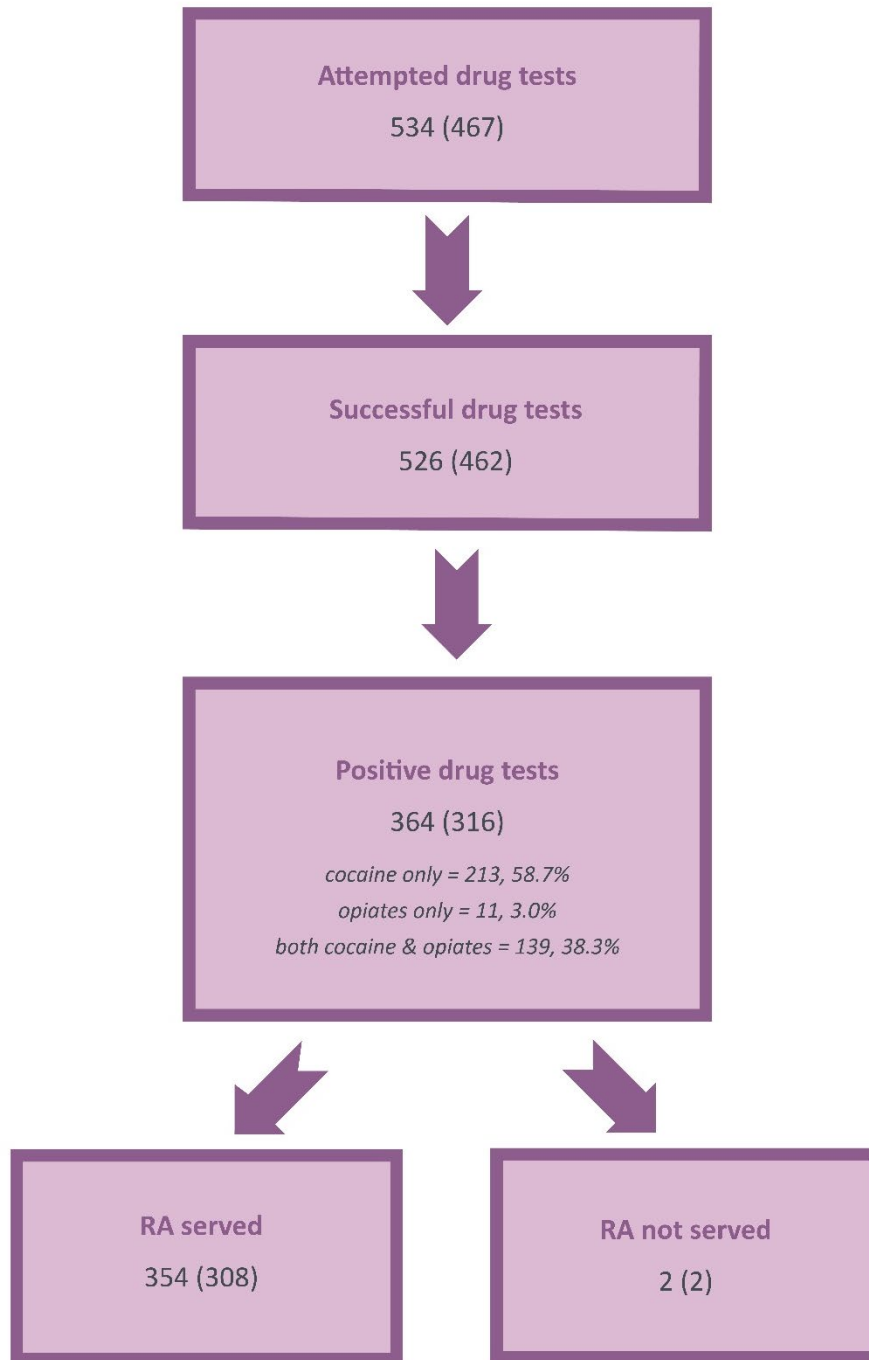 Attempted drug tests
534 (467)
Successful drug tests
526 (462)
Positive drug tests
364 (316)
cocaine only = 213, 58.7%
opiates only = 11, 3.0%
both cocaine & opiates = 139, 38.3%
RA served
354 (308)
RA not served
2 (2)